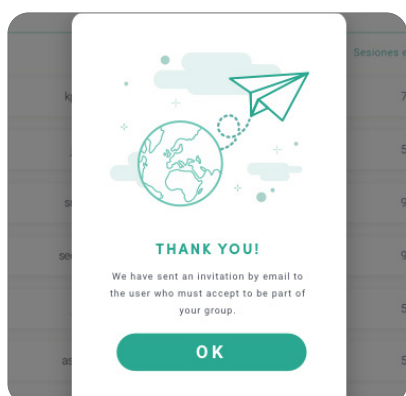 Sesiones
THANK YOU!
We have sent an invitation by email to
the user who must accept to be part of
your group.
OK